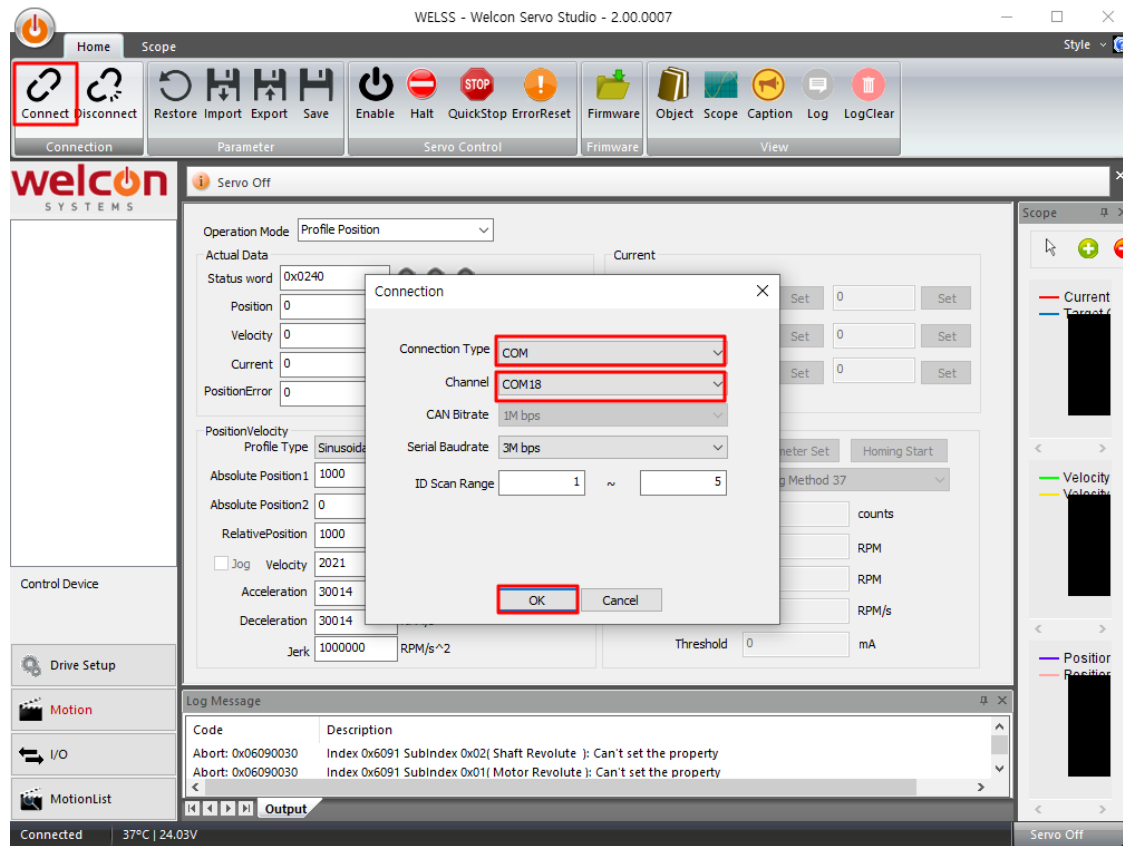 WELSS - Welcon Servo Studio - 2.00.0007
Home Scope Style
Connect Disconnect Restore Import Export Save Enable Halt QuickStop ErrorReset Firmware Object Scope Caption Log LogClear
STOP
Connection Parameter Servo Control Frimware View
welcon
SYSTEMS
Servo Off
Scope
Operation Mode Profile Position
Actual Data Current
Status word 0x0240
Position 0
Velocity 0
Current 0
PositionError 0
Set 0 Set
Set 0 Set
Set 0 Set
Connection
Connection Type COM
Channel COM18
CAN Bitrate 1M bps
Serial Baudrate 3M bps
ID Scan Range 1 ~ 5
OK Cancel
PositionVelocity
Profile Type Sinusoida
Absolute Position1 1000
Absolute Position2 0
RelativePosition 1000
Jog Velocity 2021
Acceleration 30014
Deceleration 30014
Jerk 1000000 RPM/s^2
meter Set Homing Start
g Method 37
counts
RPM
RPM
RPM/s
Threshold 0 mA
Current
Velocity
Position
Control Device
Drive Setup
Motion
I/O
MotionList
Log Message
Code Description
Abort: 0x06090030 Index 0x6091 SubIndex 0x02( Shaft Revolute ): Can't set the property
Abort: 0x06090030 Index 0x6091 SubIndex 0x01( Motor Revolute ): Can't set the property
Output
Connected 37°C | 24.03V Servo Off